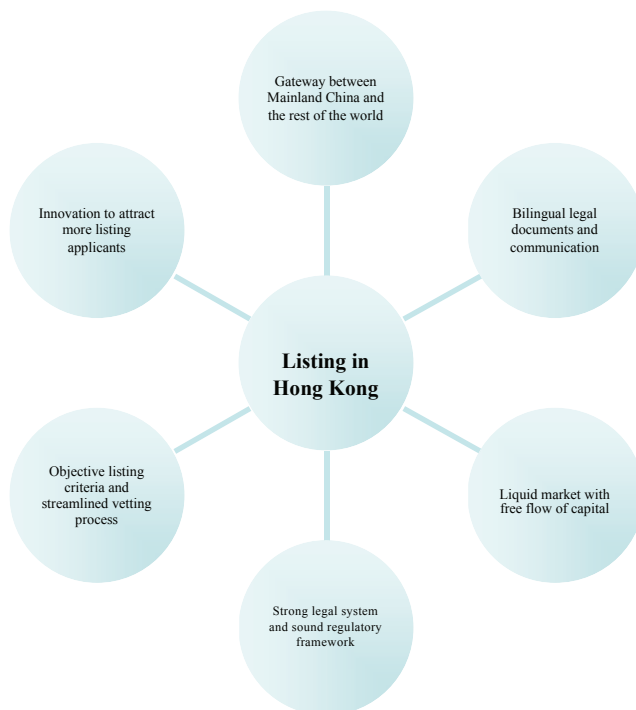 Gateway between
Mainland China and
the rest of the world
Innovation to attract
more listing
applicants
Bilingual legal
documents and
communication
Listing in
Hong Kong
Objective listing
criteria and
streamlined vetting
process
Liquid market with
free flow of capital
Strong legal system
and sound regulatory
framework